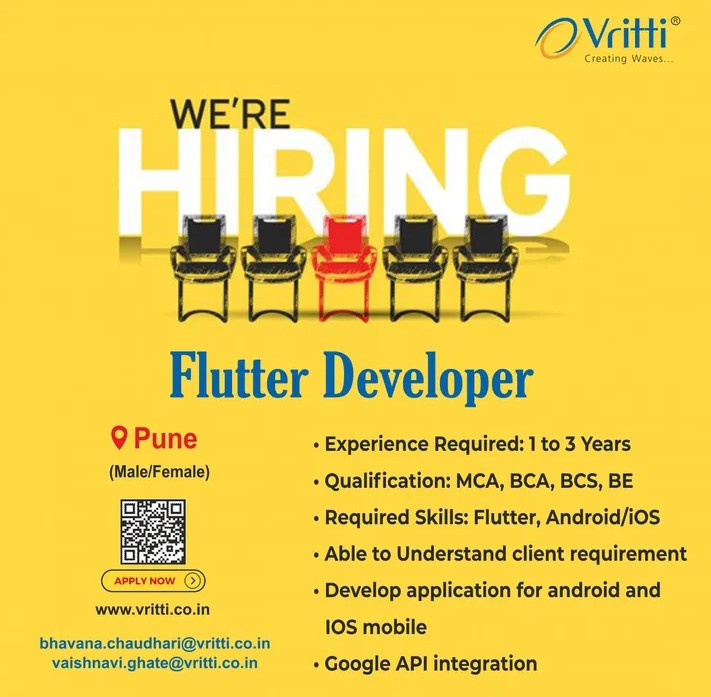 Vritti®
Creating Waves...
WE'RE
HIRING
Flutter Developer
Pune
(Male/Female)
APPLY NOW
www.vritti.co.in
bhavana.chaudhari@vritti.co.in
vaishnavi.ghate@vritti.co.in
• Experience Required: 1 to 3 Years
• Qualification: MCA, BCA, BCS, BE
• Required Skills: Flutter, Android/iOS
• Able to Understand client requirement
• Develop application for android and
IOS mobile
• Google API integration